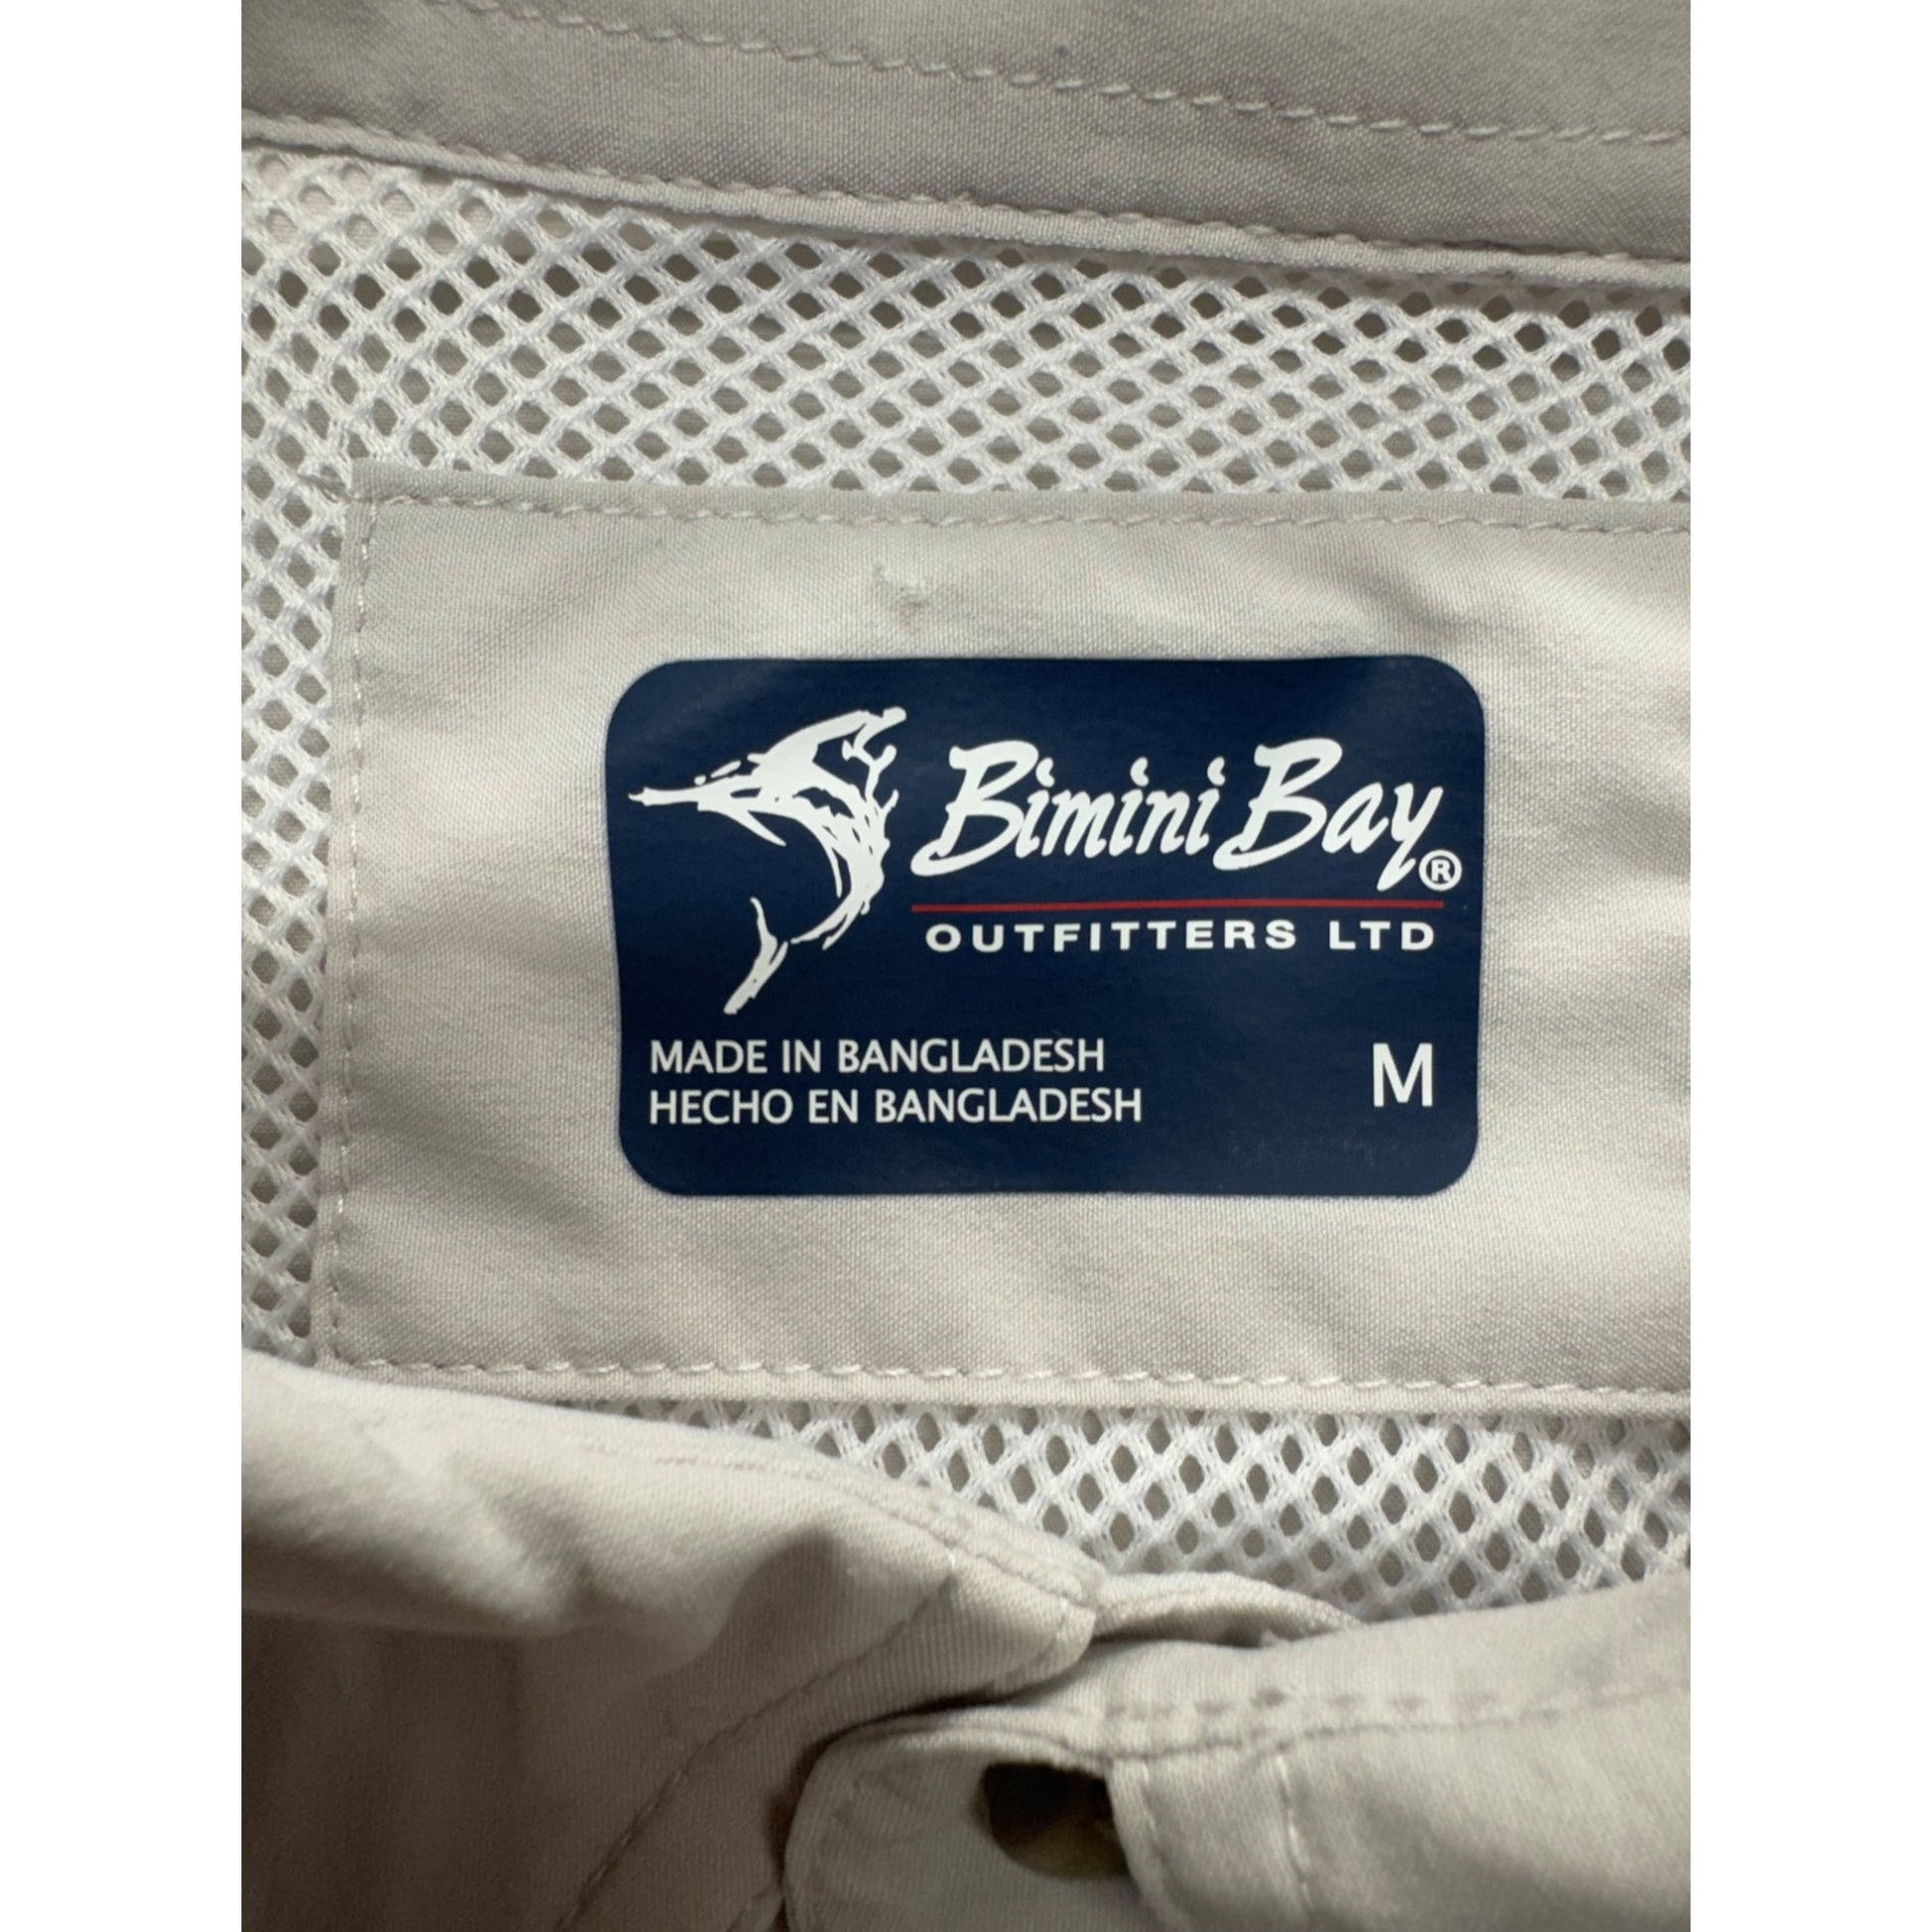 Bimini Bay®
OUTFITTERS LTD
MADE IN BANGLADESH
HECHO EN BANGLADESH
M